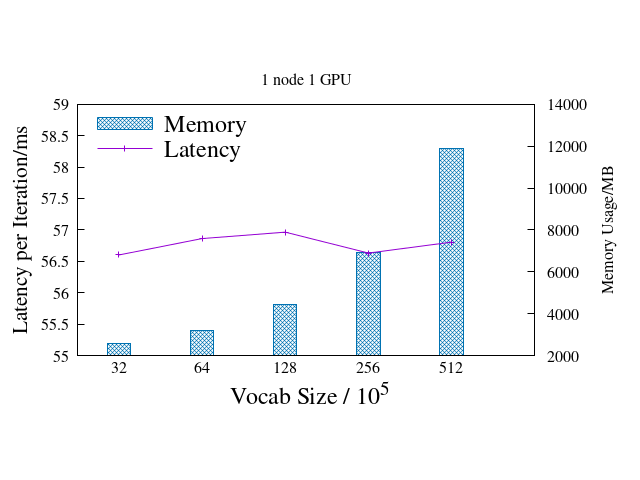 1 node 1 GPU
Memory
Latency
59
58.5
58
57.5
57
56.5
56
55.5
55
14000
12000
10000
8000
6000
4000
2000
Latency per Iteration/ms
Memory Usage/MB
32 64 128 256 512
Vocab Size / 10^5